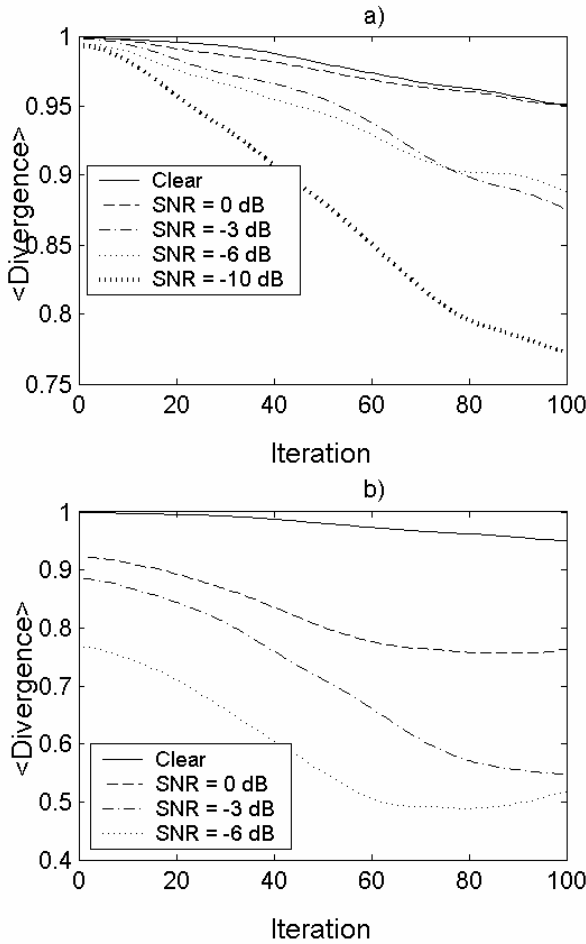 a)
1
0.95
0.9
0.85
0.8
0.75
<Divergence>
Clear
SNR = 0 dB
SNR = -3 dB
SNR = -6 dB
SNR = -10 dB
0 20 40 60 80 100
Iteration
b)
1
0.9
0.8
0.7
0.6
0.5
0.4
<Divergence>
Clear
SNR = 0 dB
SNR = -3 dB
SNR = -6 dB
0 20 40 60 80 100
Iteration